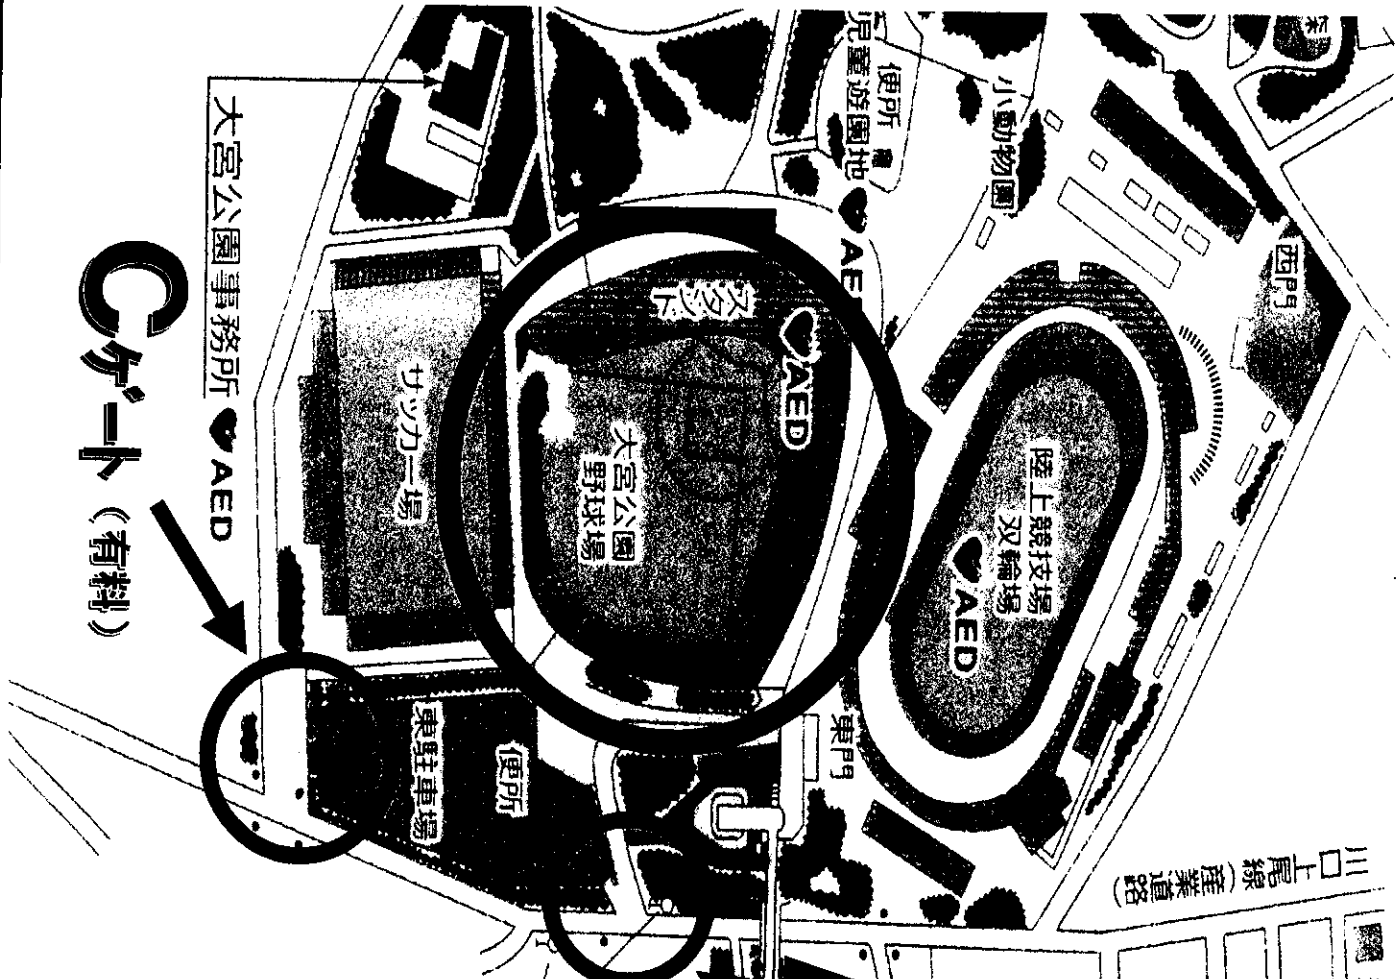 児童遊園地
便所
小動物園
西門
AED
大宮公園事務所
AED
Cゲート（有料）
スタンド
AED
サッカー場
大宮公園
野球場
陸上競技場
双輪場
AED
東門
東駐車場
便所
川口上尾線（産業道路）